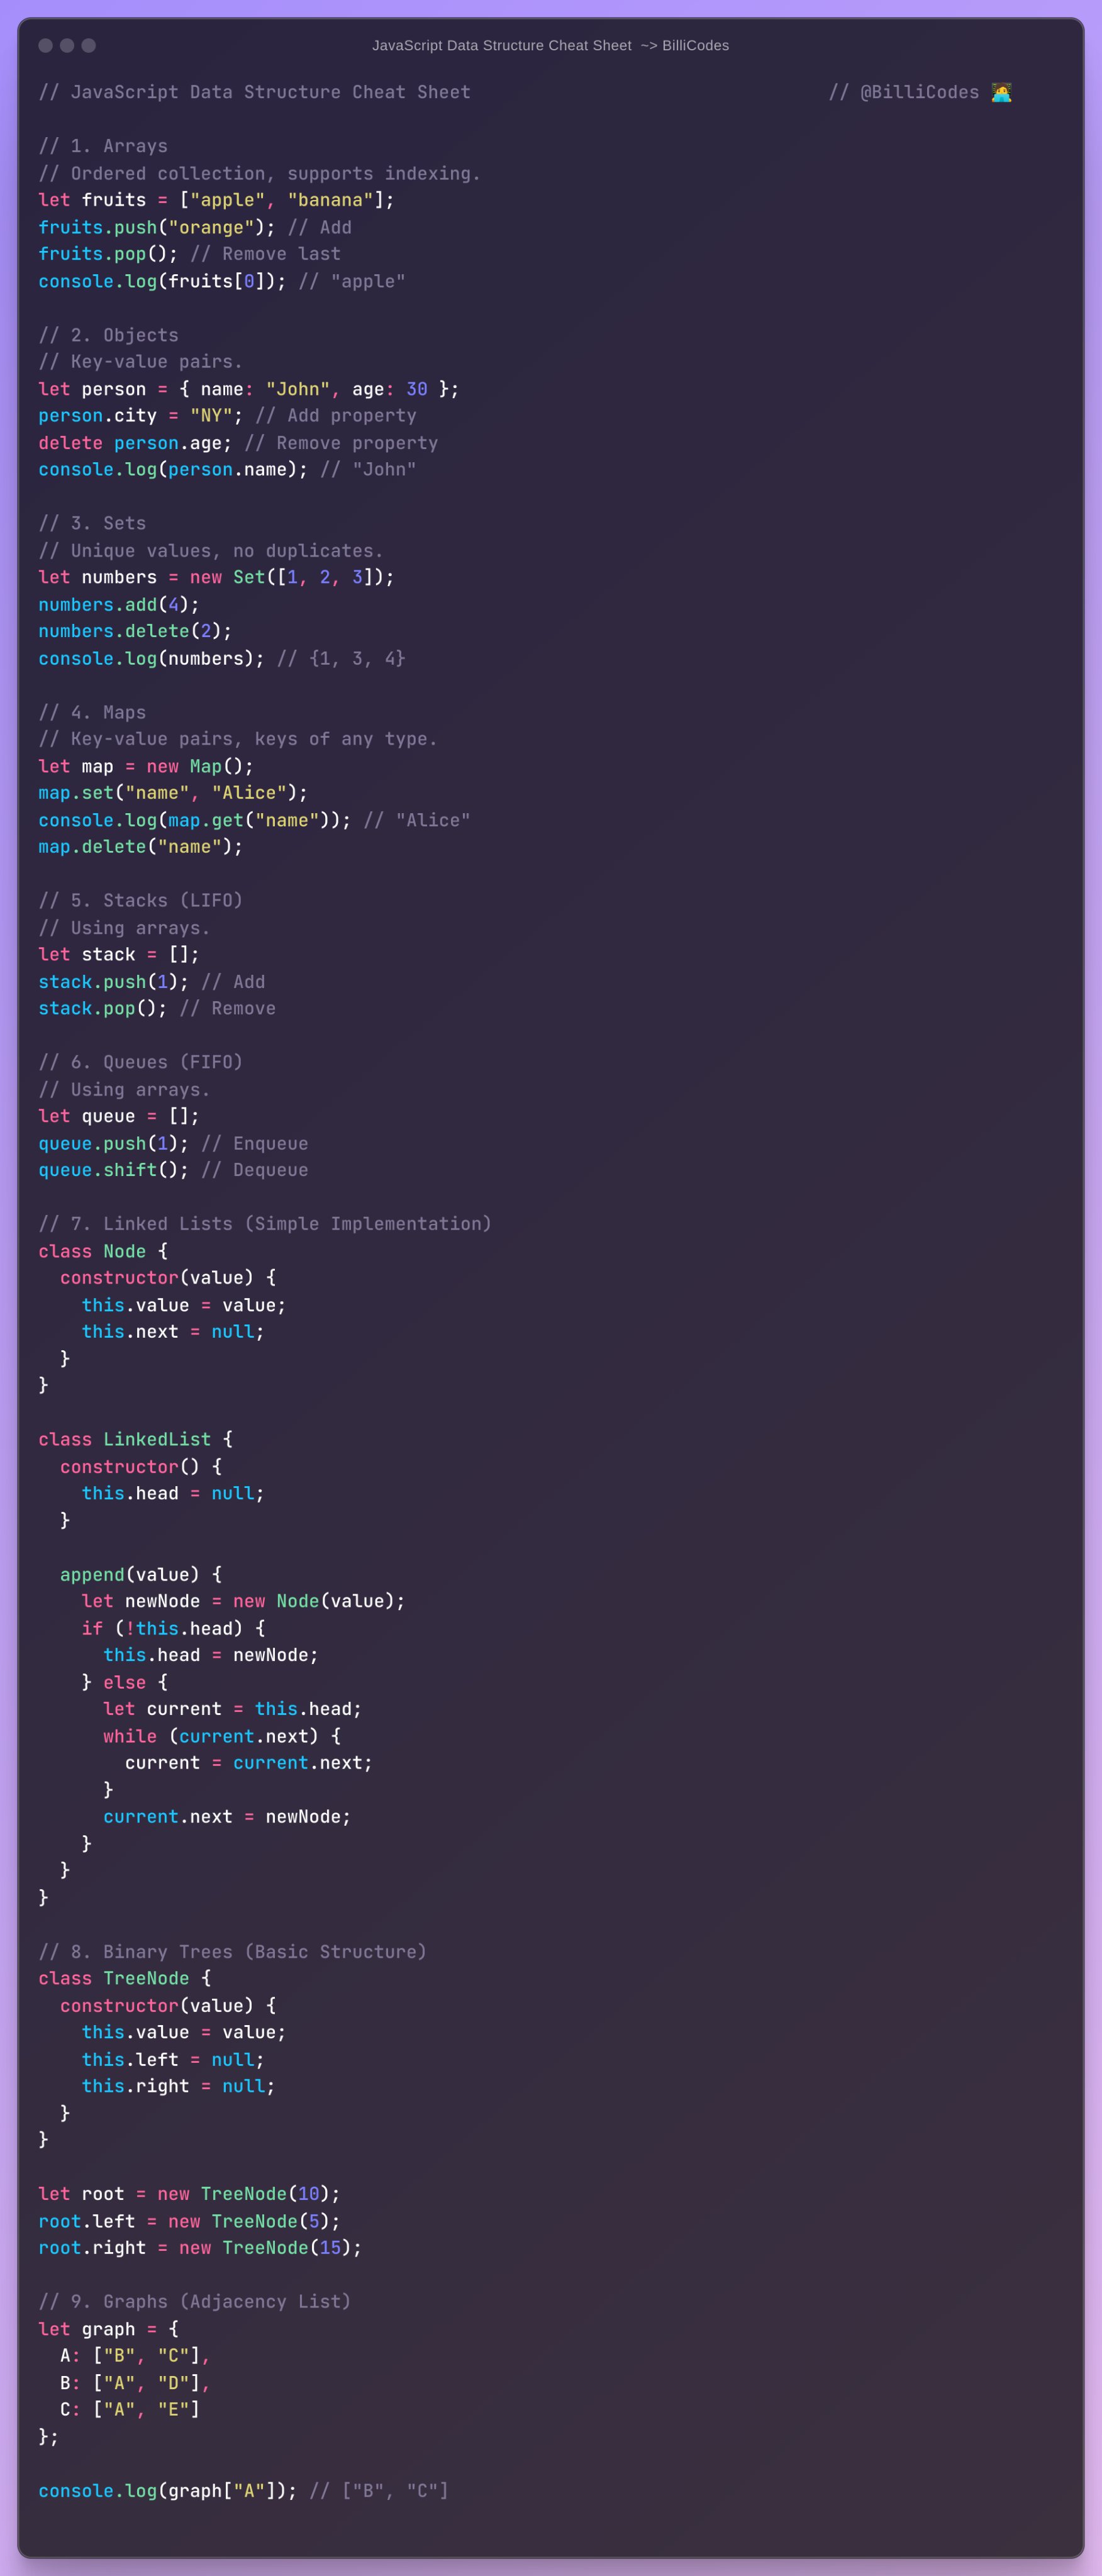 JavaScript Data Structure Cheat Sheet ~> BilliCodes
// JavaScript Data Structure Cheat Sheet // @BilliCodes 🧑‍💻

// 1. Arrays
// Ordered collection, supports indexing.
let fruits = ["apple", "banana"];
fruits.push("orange"); // Add
fruits.pop(); // Remove last
console.log(fruits[0]); // "apple"

// 2. Objects
// Key-value pairs.
let person = { name: "John", age: 30 };
person.city = "NY"; // Add property
delete person.age; // Remove property
console.log(person.name); // "John"

// 3. Sets
// Unique values, no duplicates.
let numbers = new Set([1, 2, 3]);
numbers.add(4);
numbers.delete(2);
console.log(numbers); // {1, 3, 4}

// 4. Maps
// Key-value pairs, keys of any type.
let map = new Map();
map.set("name", "Alice");
console.log(map.get("name")); // "Alice"
map.delete("name");

// 5. Stacks (LIFO)
// Using arrays.
let stack = [];
stack.push(1); // Add
stack.pop(); // Remove

// 6. Queues (FIFO)
// Using arrays.
let queue = [];
queue.push(1); // Enqueue
queue.shift(); // Dequeue

// 7. Linked Lists (Simple Implementation)
class Node {
  constructor(value) {
    this.value = value;
    this.next = null;
  }
}

class LinkedList {
  constructor() {
    this.head = null;
  }

  append(value) {
    let newNode = new Node(value);
    if (!this.head) {
      this.head = newNode;
    } else {
      let current = this.head;
      while (current.next) {
        current = current.next;
      }
      current.next = newNode;
    }
  }
}

// 8. Binary Trees (Basic Structure)
class TreeNode {
  constructor(value) {
    this.value = value;
    this.left = null;
    this.right = null;
  }
}

let root = new TreeNode(10);
root.left = new TreeNode(5);
root.right = new TreeNode(15);

// 9. Graphs (Adjacency List)
let graph = {
  A: ["B", "C"],
  B: ["A", "D"],
  C: ["A", "E"]
};

console.log(graph["A"]); // ["B", "C"]